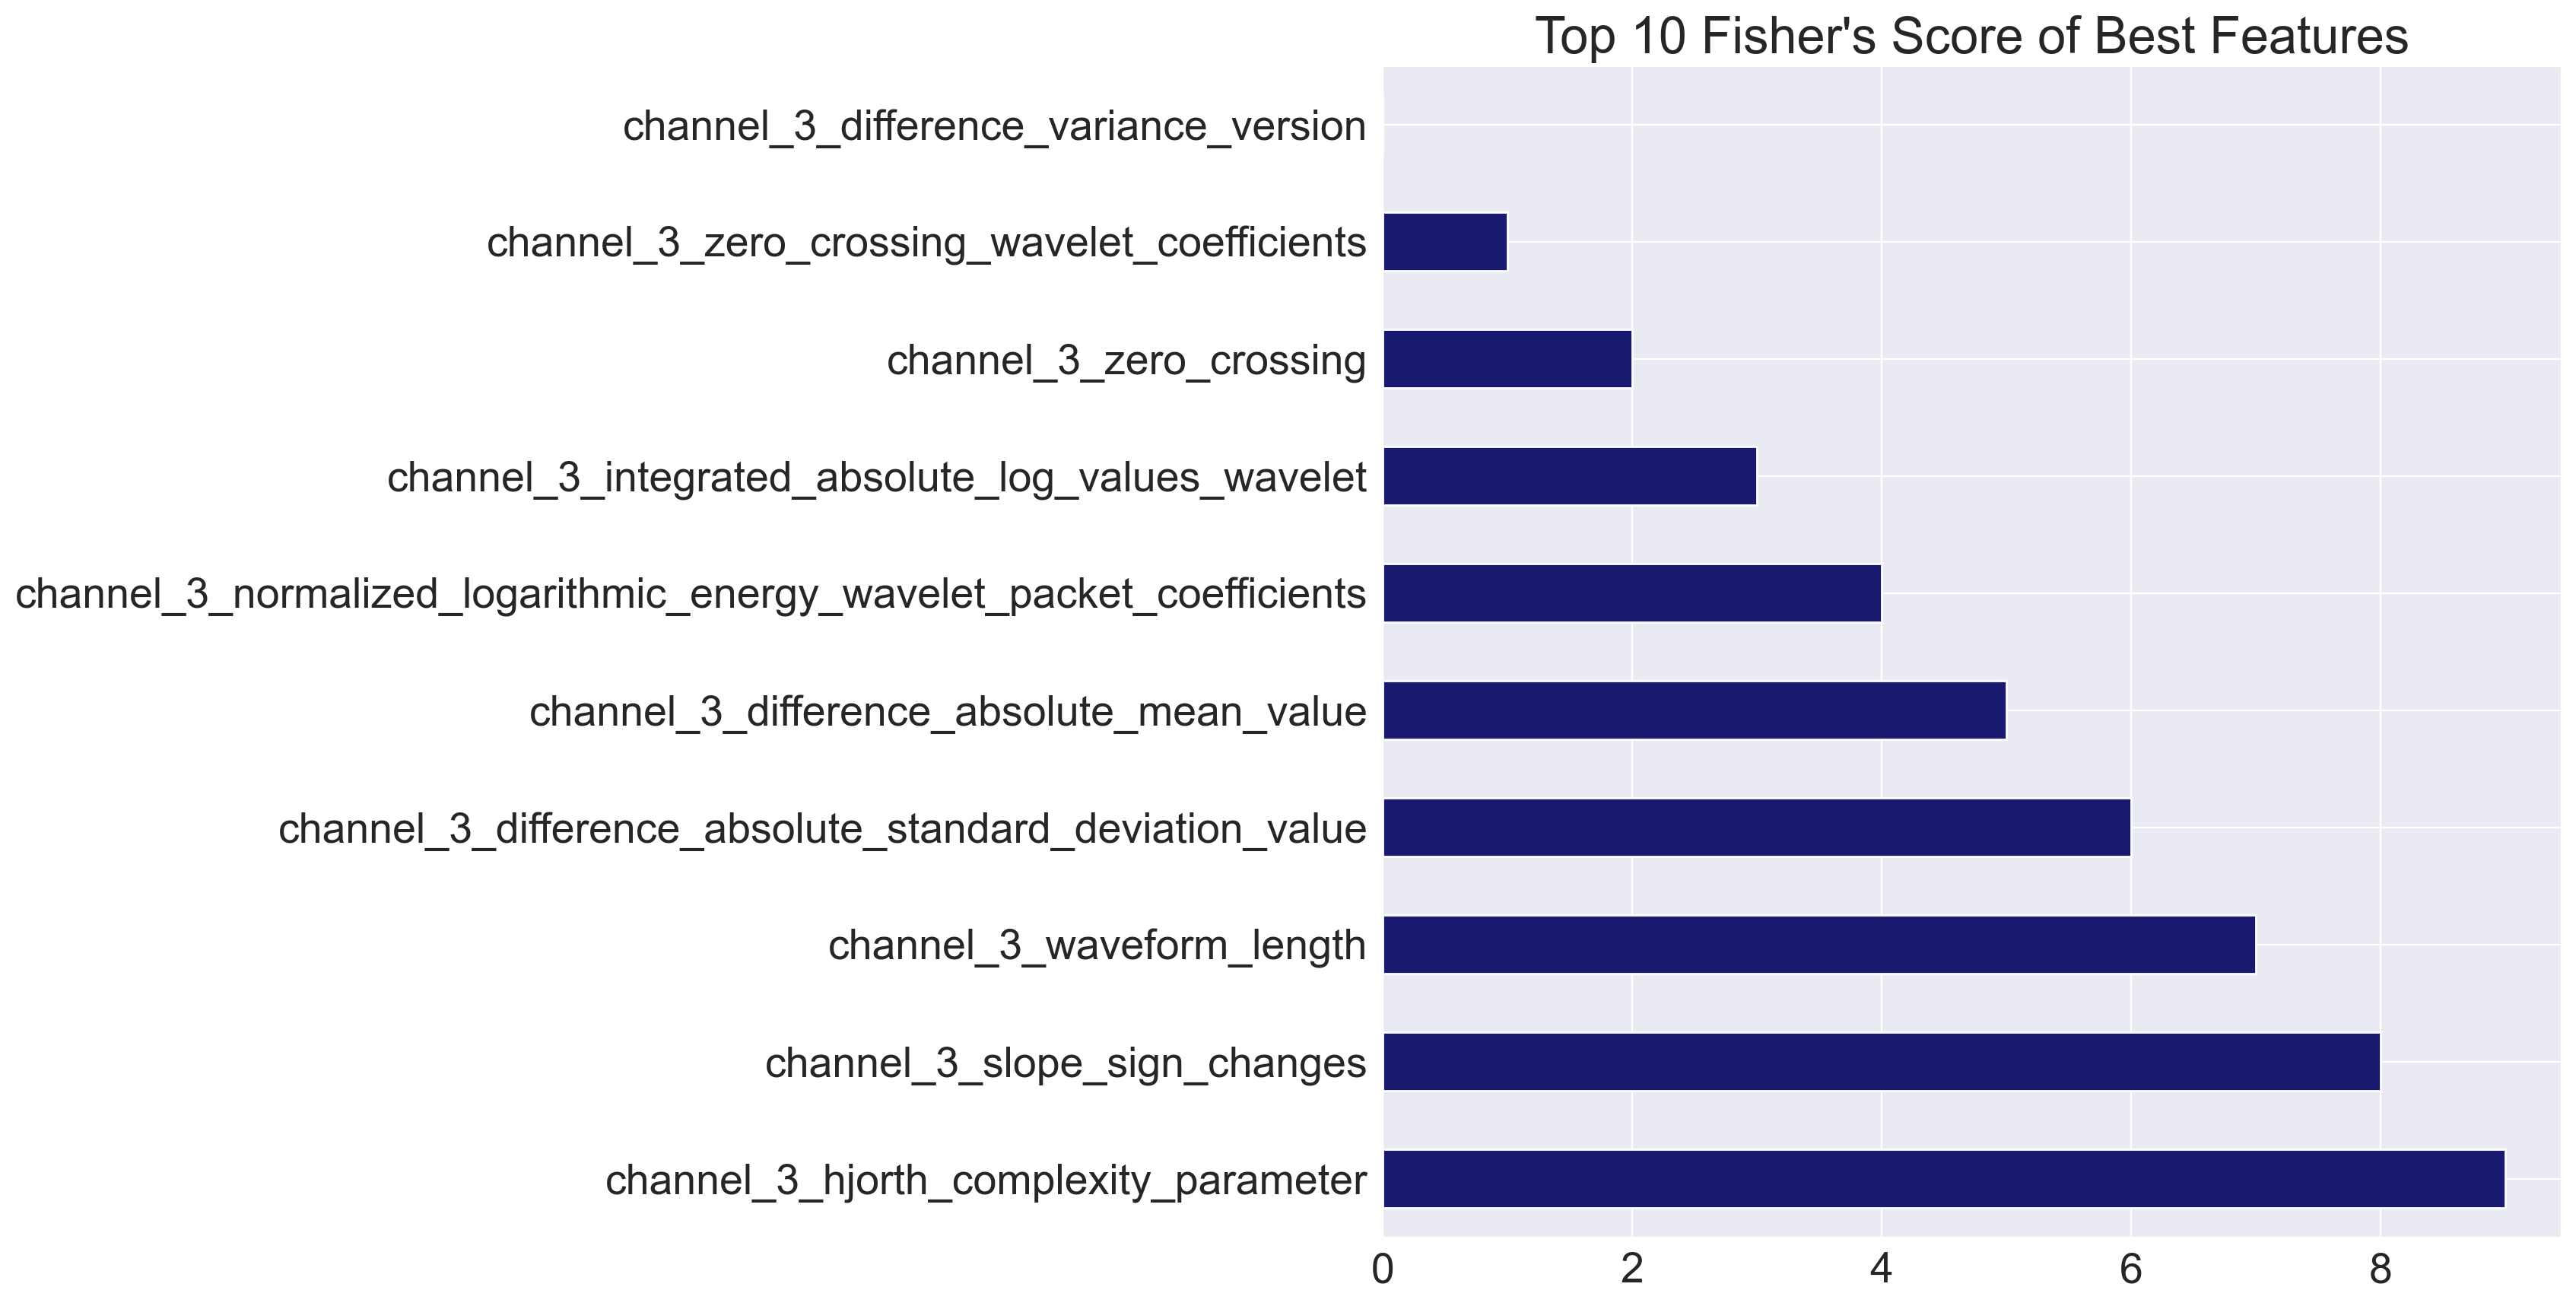 Top 10 Fisher's Score of Best Features
channel_3_difference_variance_version
channel_3_zero_crossing_wavelet_coefficients
channel_3_zero_crossing
channel_3_integrated_absolute_log_values_wavelet
channel_3_normalized_logarithmic_energy_wavelet_packet_coefficients
channel_3_difference_absolute_mean_value
channel_3_difference_absolute_standard_deviation_value
channel_3_waveform_length
channel_3_slope_sign_changes
channel_3_hjorth_complexity_parameter
0 2 4 6 8